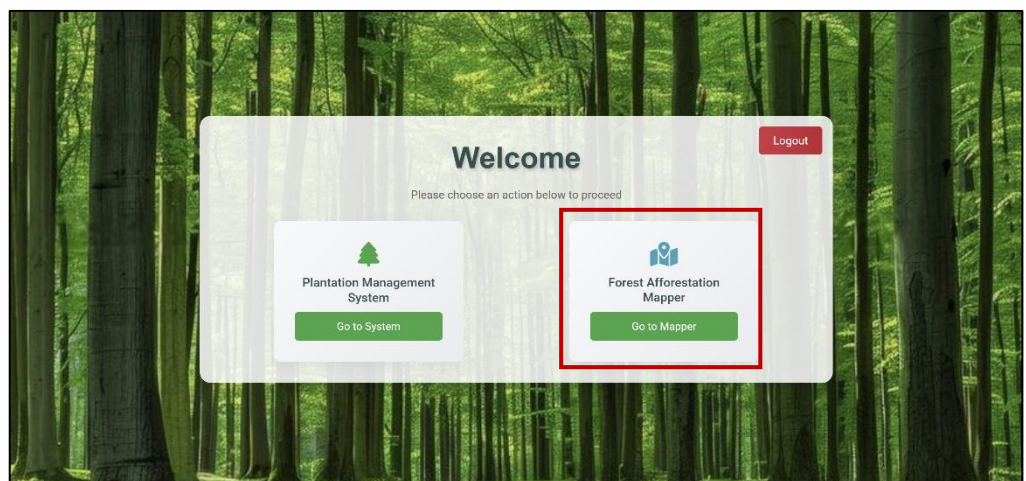 Logout
Welcome
Please choose an action below to proceed
Plantation Management
System
Go to System
Forest Afforestation
Mapper
Go to Mapper